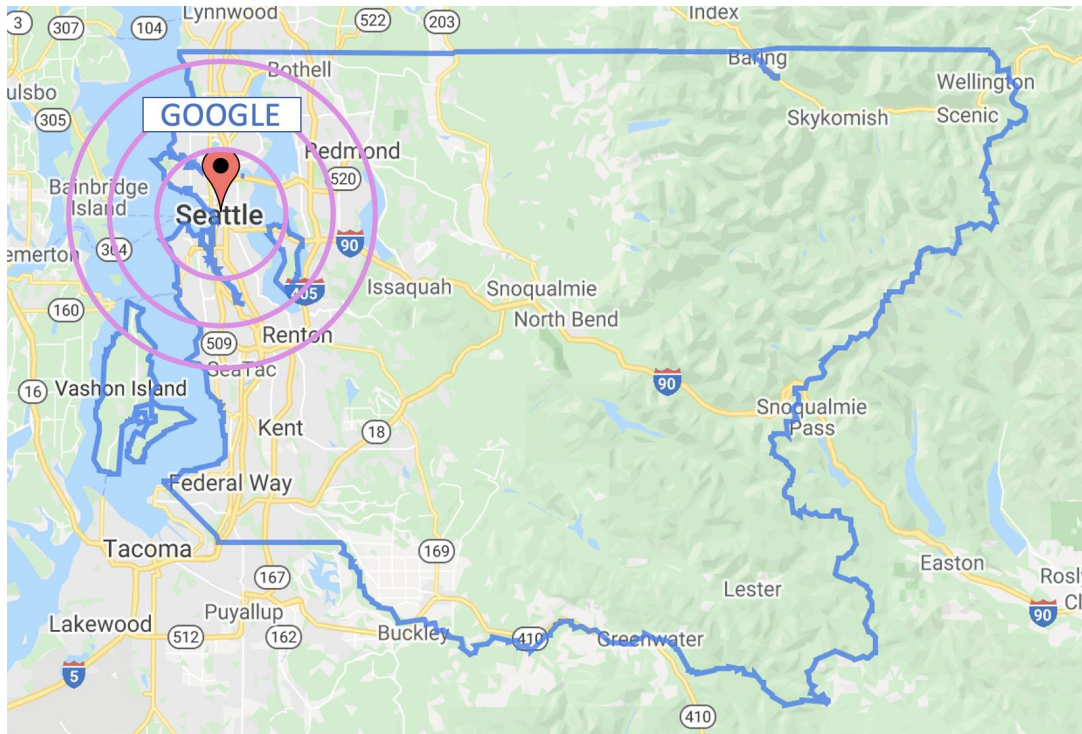 Lynnwood
Index
3
307
104
522
203
Baring
Bothell
Wellington
ulsbo
GOOGLE
Skykomish
Scenic
305
Redmond
520
Bainbridge
Island
Seattle
90
304
emerton
405
Issaquah
Snoqualmie
160
North Bend
Renton
509
SeaTac
16
Vashon Island
90
Snoqualmie
Pass
Kent
18
Federal Way
Tacoma
169
Easton
167
Lester
Rosl
Puyallup
Cl
90
Lakewood
512
162
Buckley
410
Greenwater
5
410